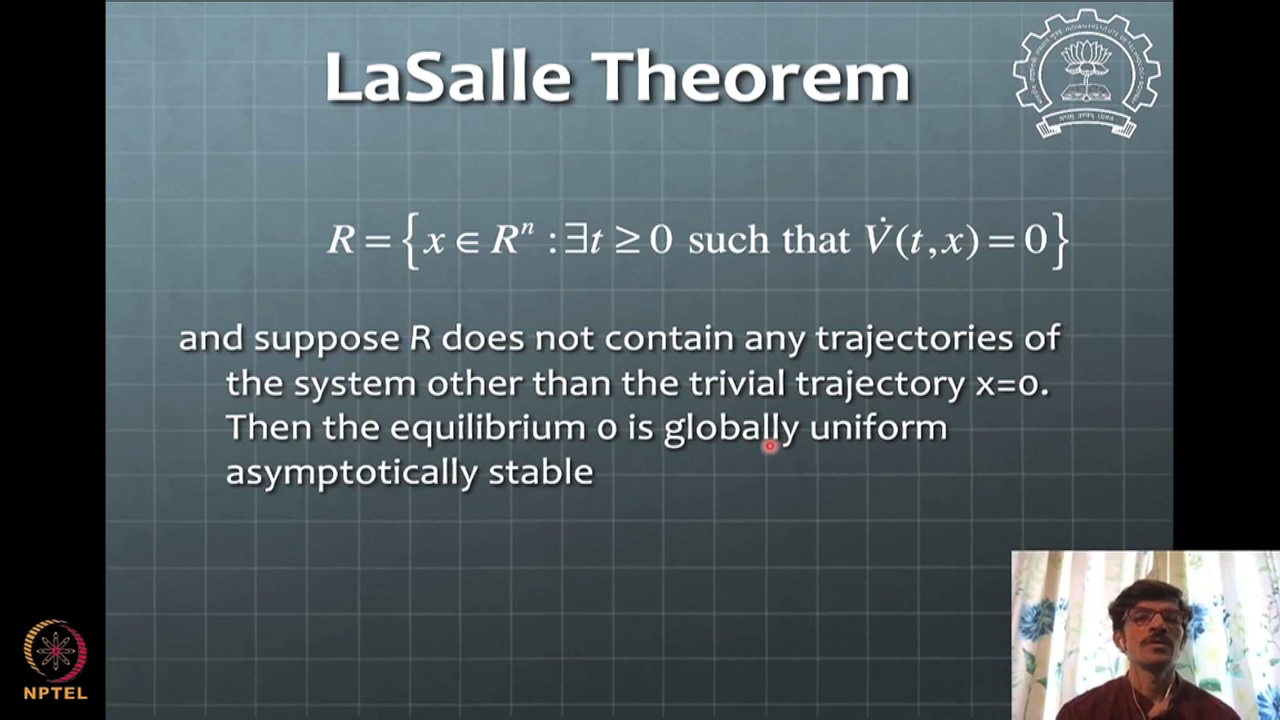 LaSalle Theorem
R = {x ∈ Rⁿ : ∃t ≥ 0 such that V̇(t,x) = 0}
and suppose R does not contain any trajectories of
the system other than the trivial trajectory x=0.
Then the equilibrium 0 is globally uniform
asymptotically stable
NPTEL